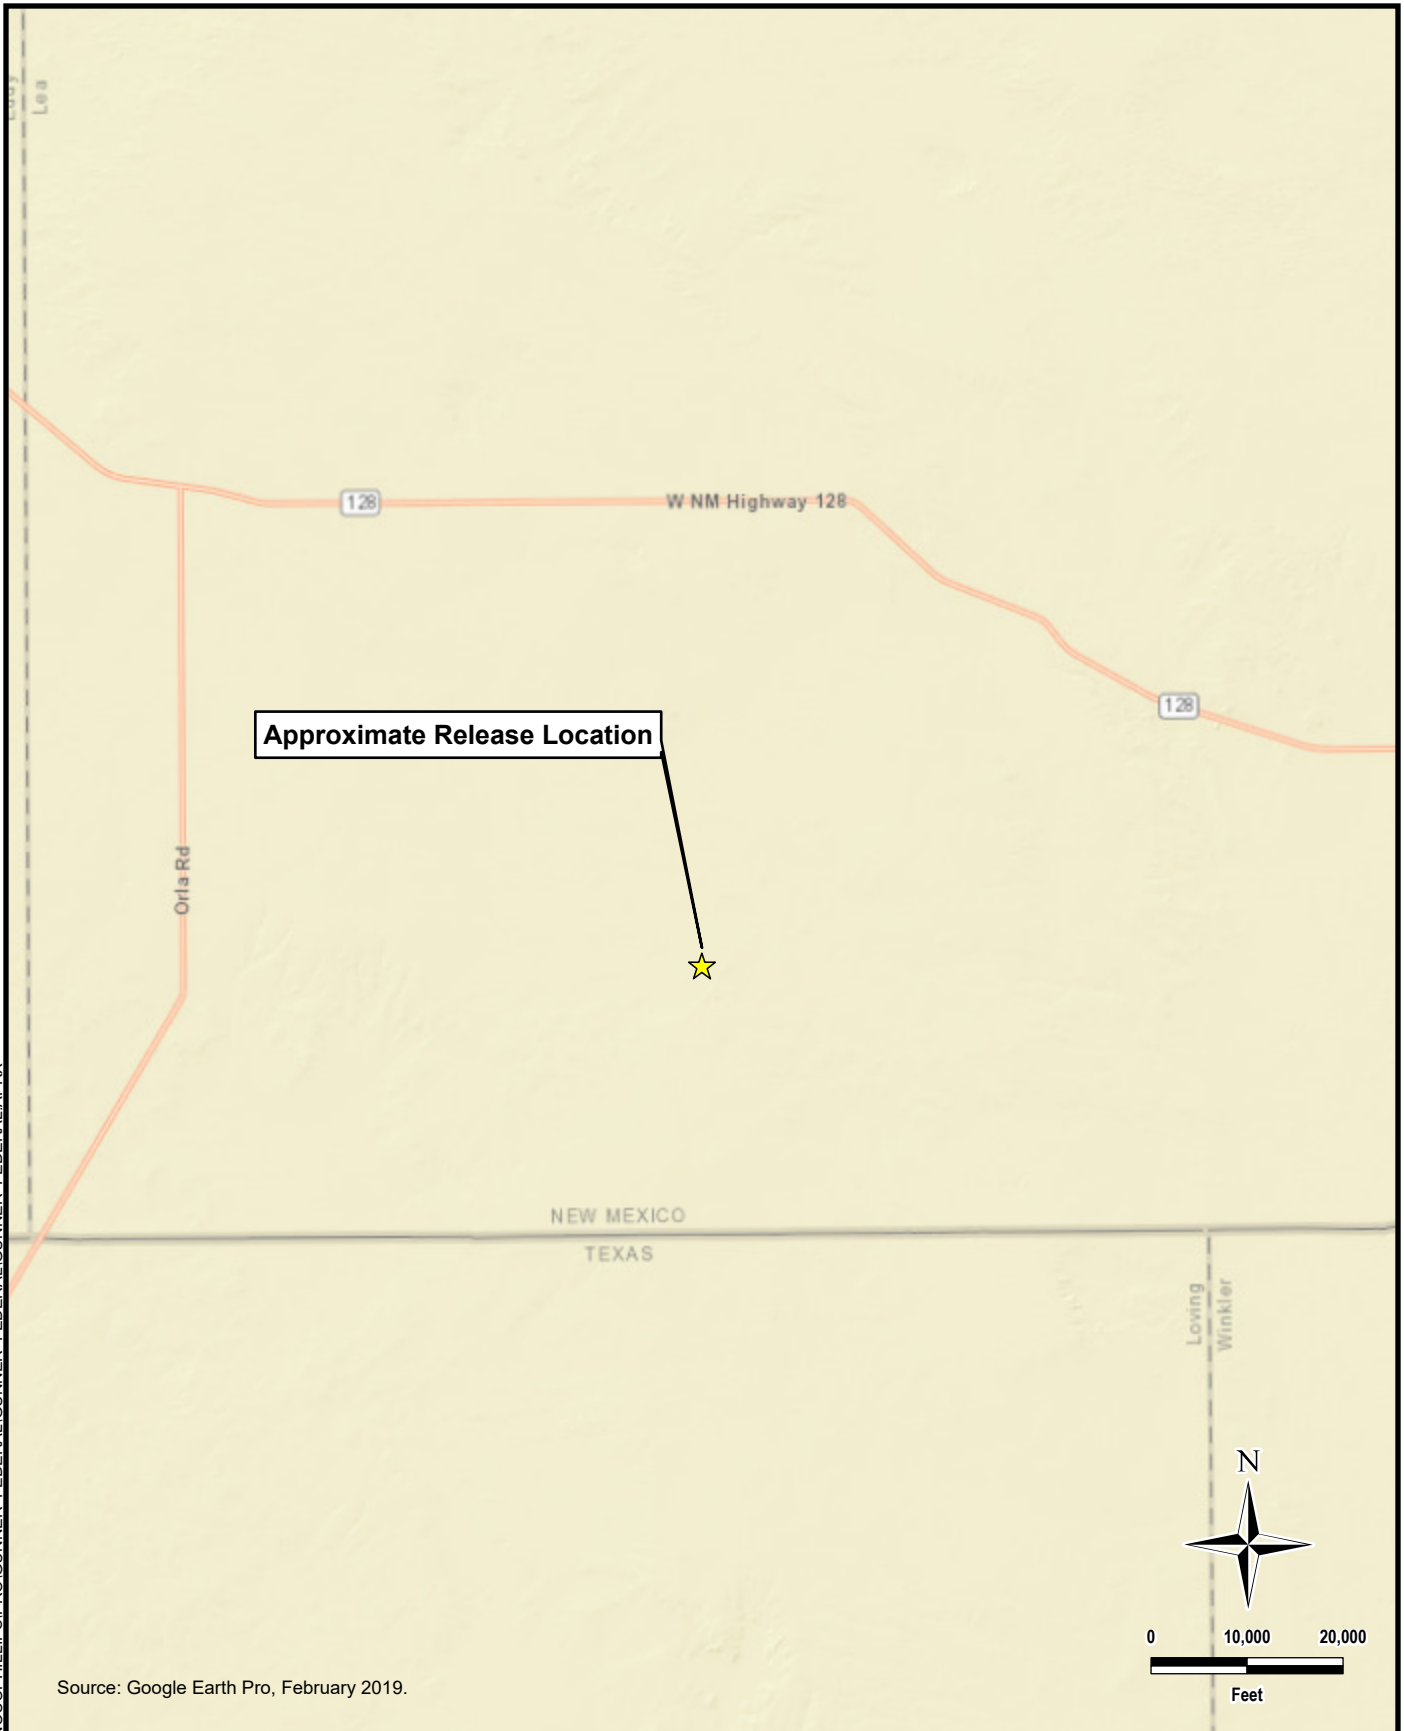 Lea
128
W NM Highway 128
128
Approximate Release Location
Orla Rd
NEW MEXICO
TEXAS
Loving
Winkler
N
0 10,000 20,000
Feet
Source: Google Earth Pro, February 2019.